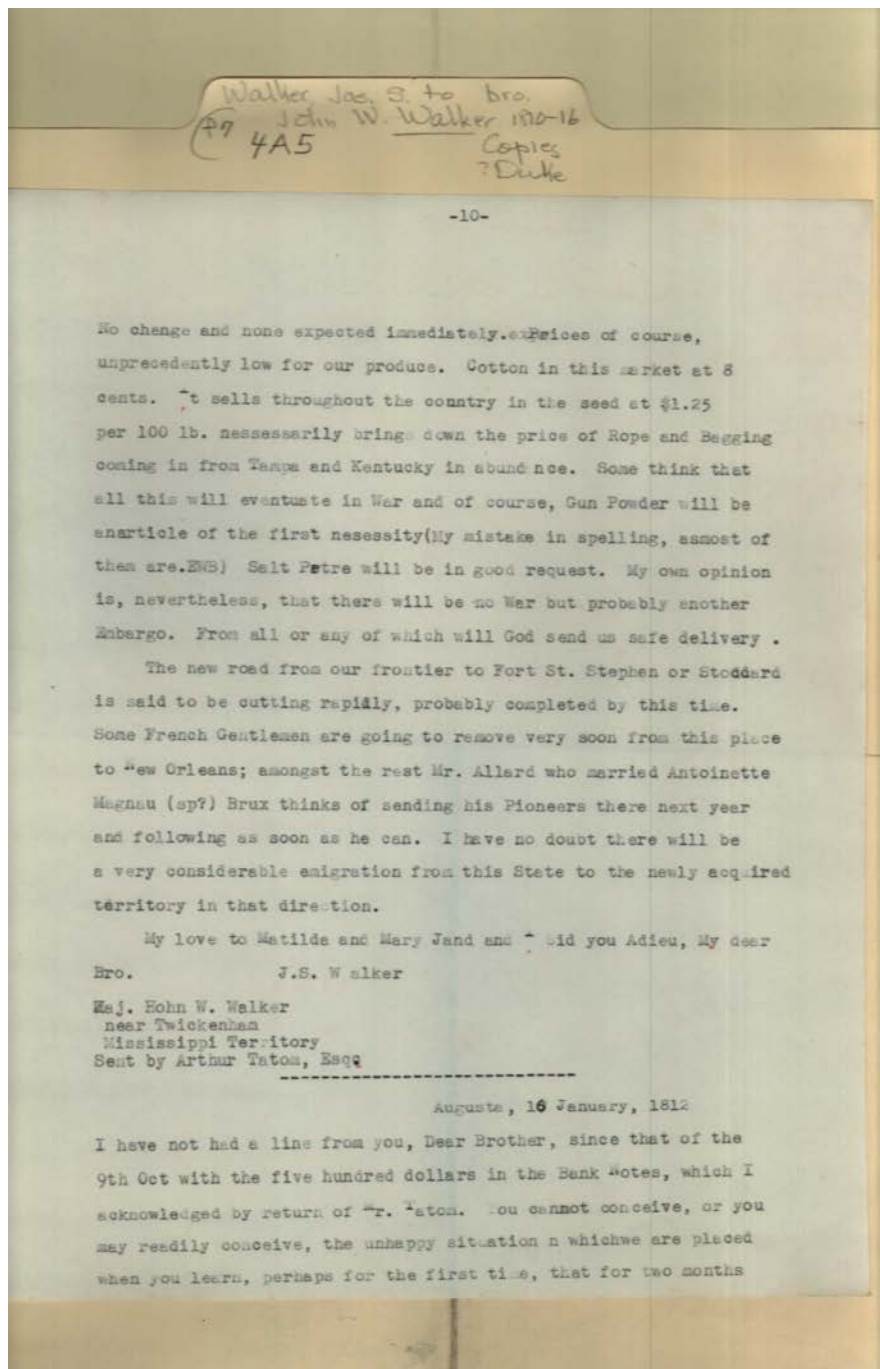 Walker, Jas. S. to bro.
John W. Walker 1810-16
4A5
Copies
? Duke
-10-
No change and none expected immediately. Prices of course,
unprecedently low for our produce. Cotton in this market at 8
cents. t sells throughout the conntry in the seed at $1.25
per 100 lb. nessessarily brings down the price of Rope and Bagging
coming in from Tampa and Kentucky in abund nce. Some think that
all this will eventuate in War and of course, Gun Powder will be
anarticle of the first nesessity(My mistake in spelling, asmost of
them are.EWB) Salt Petre will be in good request. My own opinion
is, nevertheless, that there will be no War but probably another
Embargo. From all or any of which will God send us safe delivery .
The new road from our frontier to Fort St. Stephen or Stoddard
is said to be cutting rapidly, probably completed by this time.
Some French Gentlemen are going to remove very soon from this place
to ew Orleans; amongst the rest Mr. Allard who married Antoinette
Magnau (sp?) Brux thinks of sending his Pioneers there next year
and following as soon as he can. I have no doubt there will be
a very considerable emigration from this State to the newly acquired
territory in that direction.
My love to Matilda and Mary Jand and bid you Adieu, My dear
Bro. J.S. W alker
Maj. Hohn W. Walker
near Twickenham
Mississippi Territory
Sent by Arthur Tatom, Esqq
-------------------------------
Augusta, 16 January, 1812
I have not had a line from you, Dear Brother, since that of the
9th Oct with the five hundred dollars in the Bank otes, which I
acknowledged by return of r. atom. ou cannot conceive, or you
may readily conceive, the unhappy situation n whichwe are placed
when you learn, perhaps for the first time, that for two months